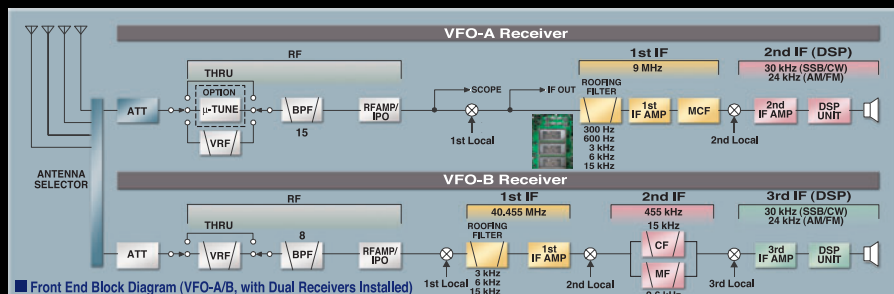 VFO-A Receiver
RF
1st IF
2nd IF (DSP)
9 MHz
30 kHz (SSB/CW)
24 kHz (AM/FM)
THRU
OPTION
μ-TUNE
ATT
VRF
BPF
15
RFAMP/
IPO
SCOPE
IF OUT
1st Local
ROOFING
FILTER
300 Hz
600 Hz
3 kHz
6 kHz
15 kHz
1st
IF AMP
MCF
2nd Local
2nd
IF AMP
DSP
UNIT
ANTENNA
SELECTOR
VFO-B Receiver
RF
1st IF
2nd IF
3rd IF (DSP)
40.455 MHz
455 kHz
30 kHz (SSB/CW)
24 kHz (AM/FM)
THRU
ATT
VRF
8
BPF
RFAMP/
IPO
1st Local
ROOFING
FILTER
3 kHz
6 kHz
15 kHz
1st
IF AMP
2nd Local
15 kHz
CF
MF
3rd Local
3rd
IF AMP
DSP
UNIT
Front End Block Diagram (VFO-A/B, with Dual Receivers Installed)